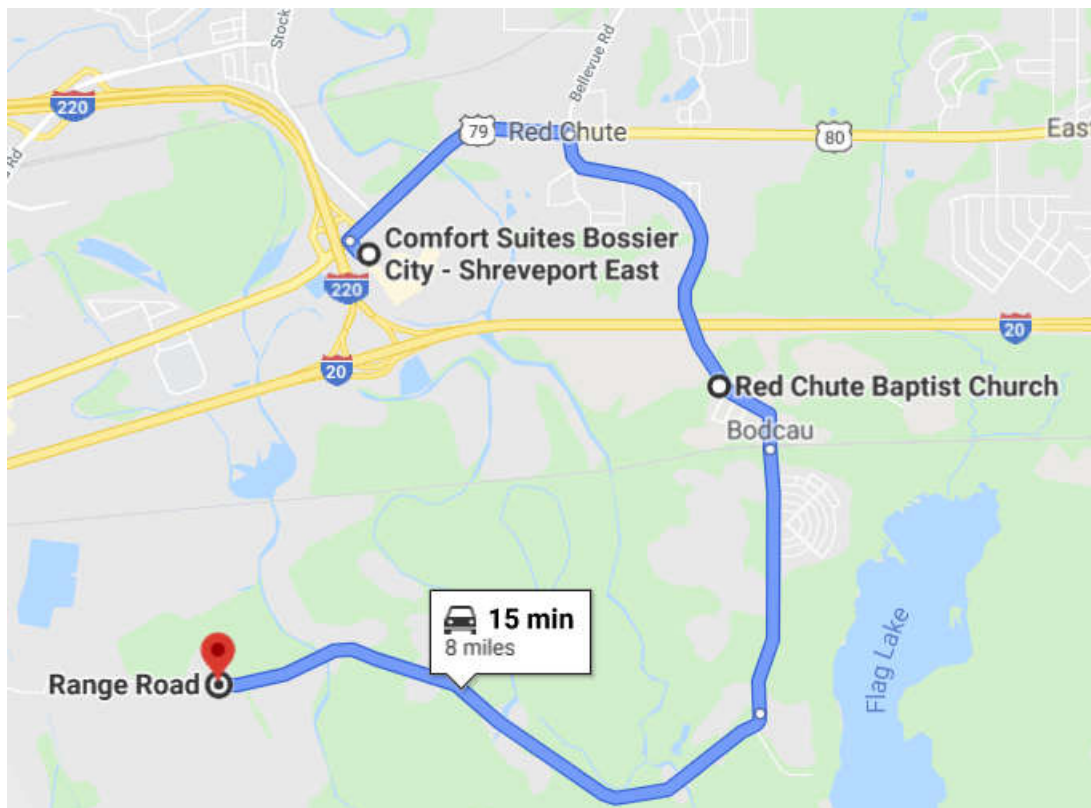 Stock
Bellevue Rd
220
79
Red Chute
80
East
Rd
Comfort Suites Bossier
City - Shreveport East
220
20
20
Red Chute Baptist Church
Bodcau
15 min
8 miles
Flag Lake
Range Road